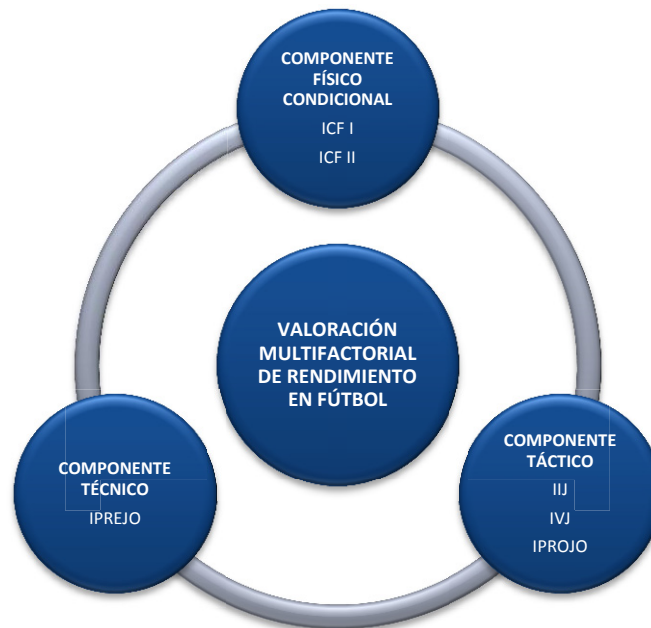 COMPONENTE
FÍSICO
CONDICIONAL
ICF I
ICF II
VALORACIÓN
MULTIFACTORIAL
DE RENDIMIENTO
EN FÚTBOL
COMPONENTE
TÉCNICO
IPREJO
COMPONENTE
TÁCTICO
IIJ
IVJ
IPROJO